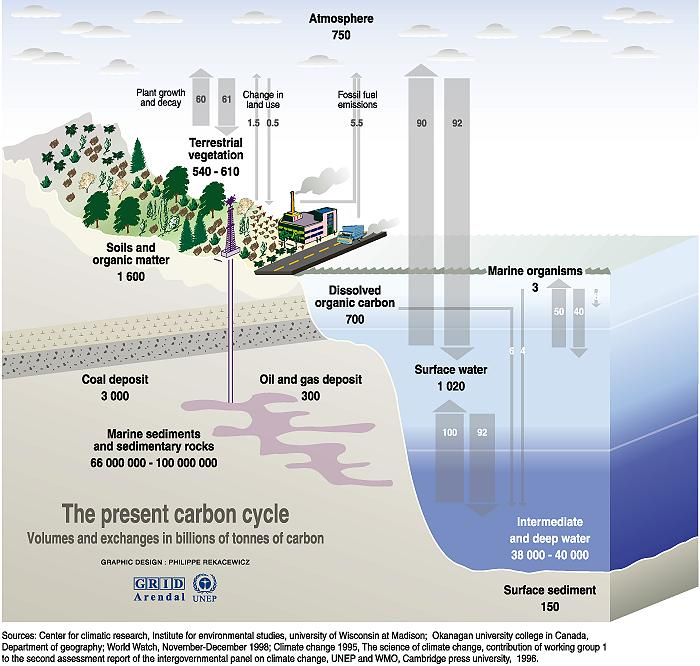 Atmosphere
750
Plant growth
and decay
60
61
Change in
land use
1.5
0.5
Fossil fuel
emissions
5.5
90
92
Terrestrial
vegetation
540 - 610
Soils and
organic matter
1 600
Marine organisms
3
Dissolved
organic carbon
700
50
40
6
4
Surface water
1 020
Coal deposit
3 000
Oil and gas deposit
300
100
92
Marine sediments
and sedimentary rocks
66 000 000 - 100 000 000
The present carbon cycle
Volumes and exchanges in billions of tonnes of carbon
GRAPHIC DESIGN : PHILIPPE REKACEWICZ
GRID
Arendal
UNEP
Intermediate
and deep water
38 000 - 40 000
Surface sediment
150
Sources: Center for climatic research, Institute for environmental studies, university of Wisconsin at Madison; Okanagan university college in Canada,
Department of geography; World Watch, November-December 1998; Climate change 1995, The science of climate change, contribution of working group 1
to the second assessment report of the intergovernmental panel on climate change, UNEP and WMO, Cambridge press university, 1996.